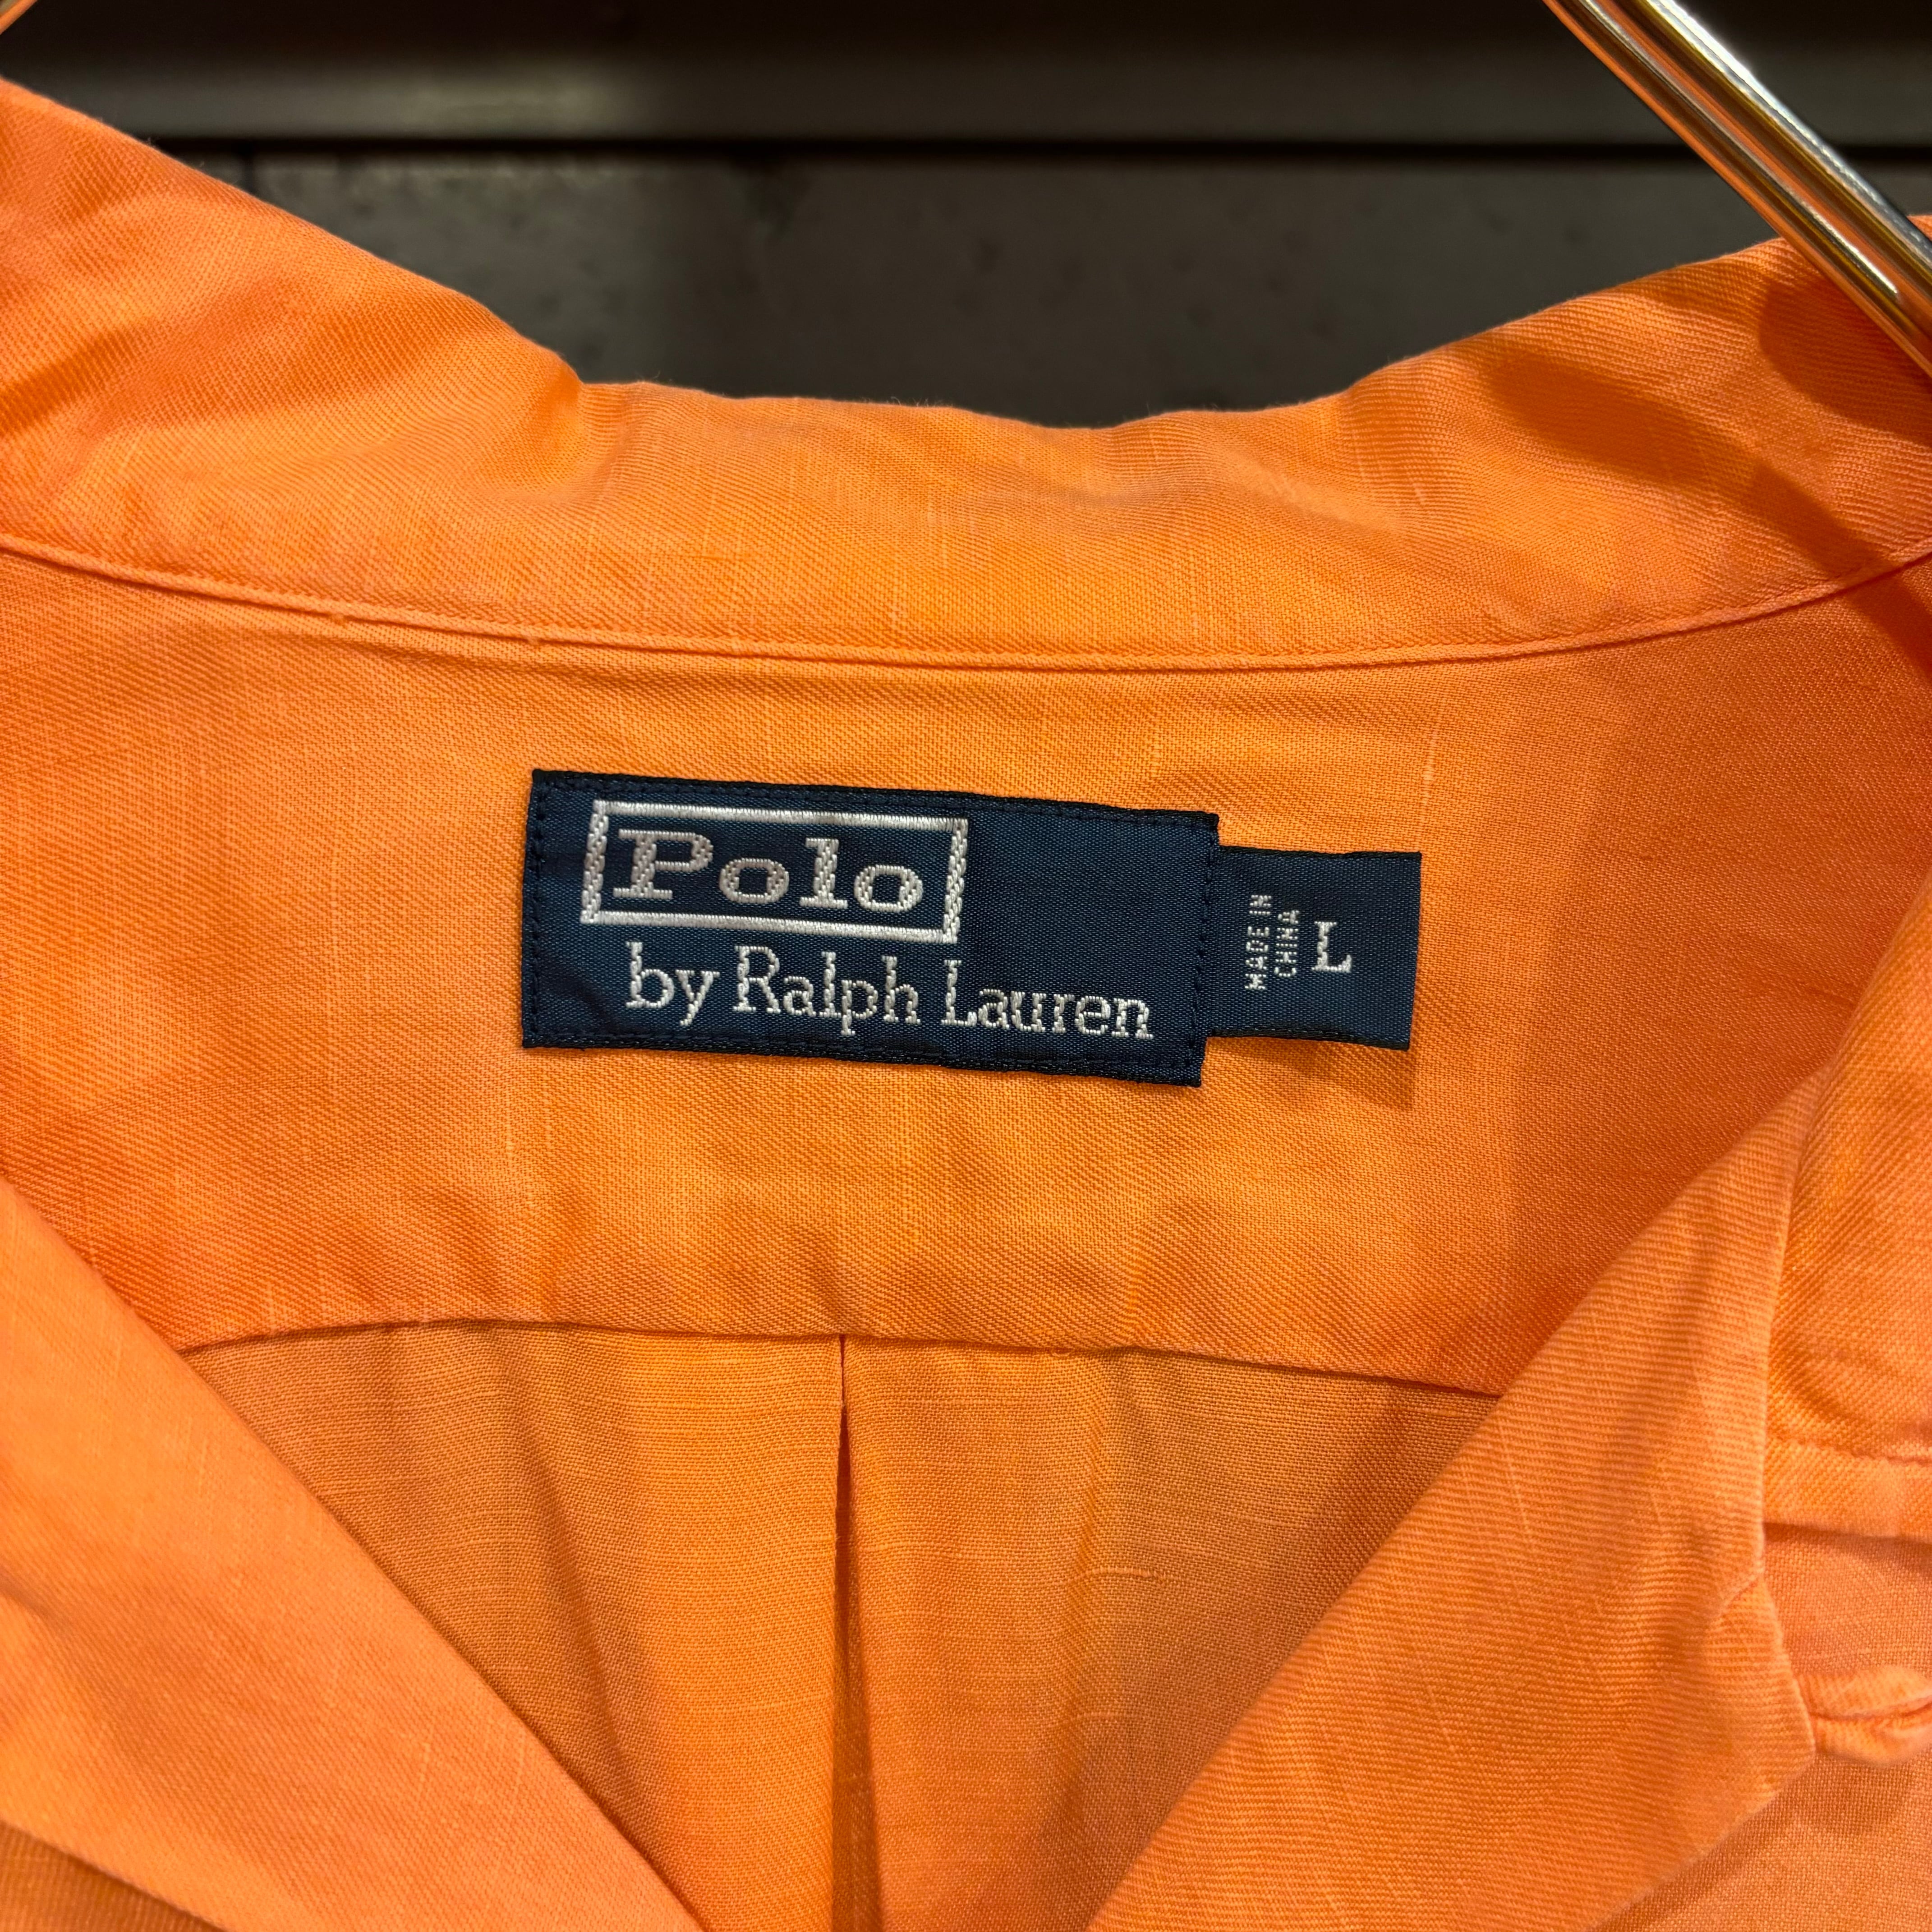 Polo
by Ralph Lauren
MADE IN
CHINA
L